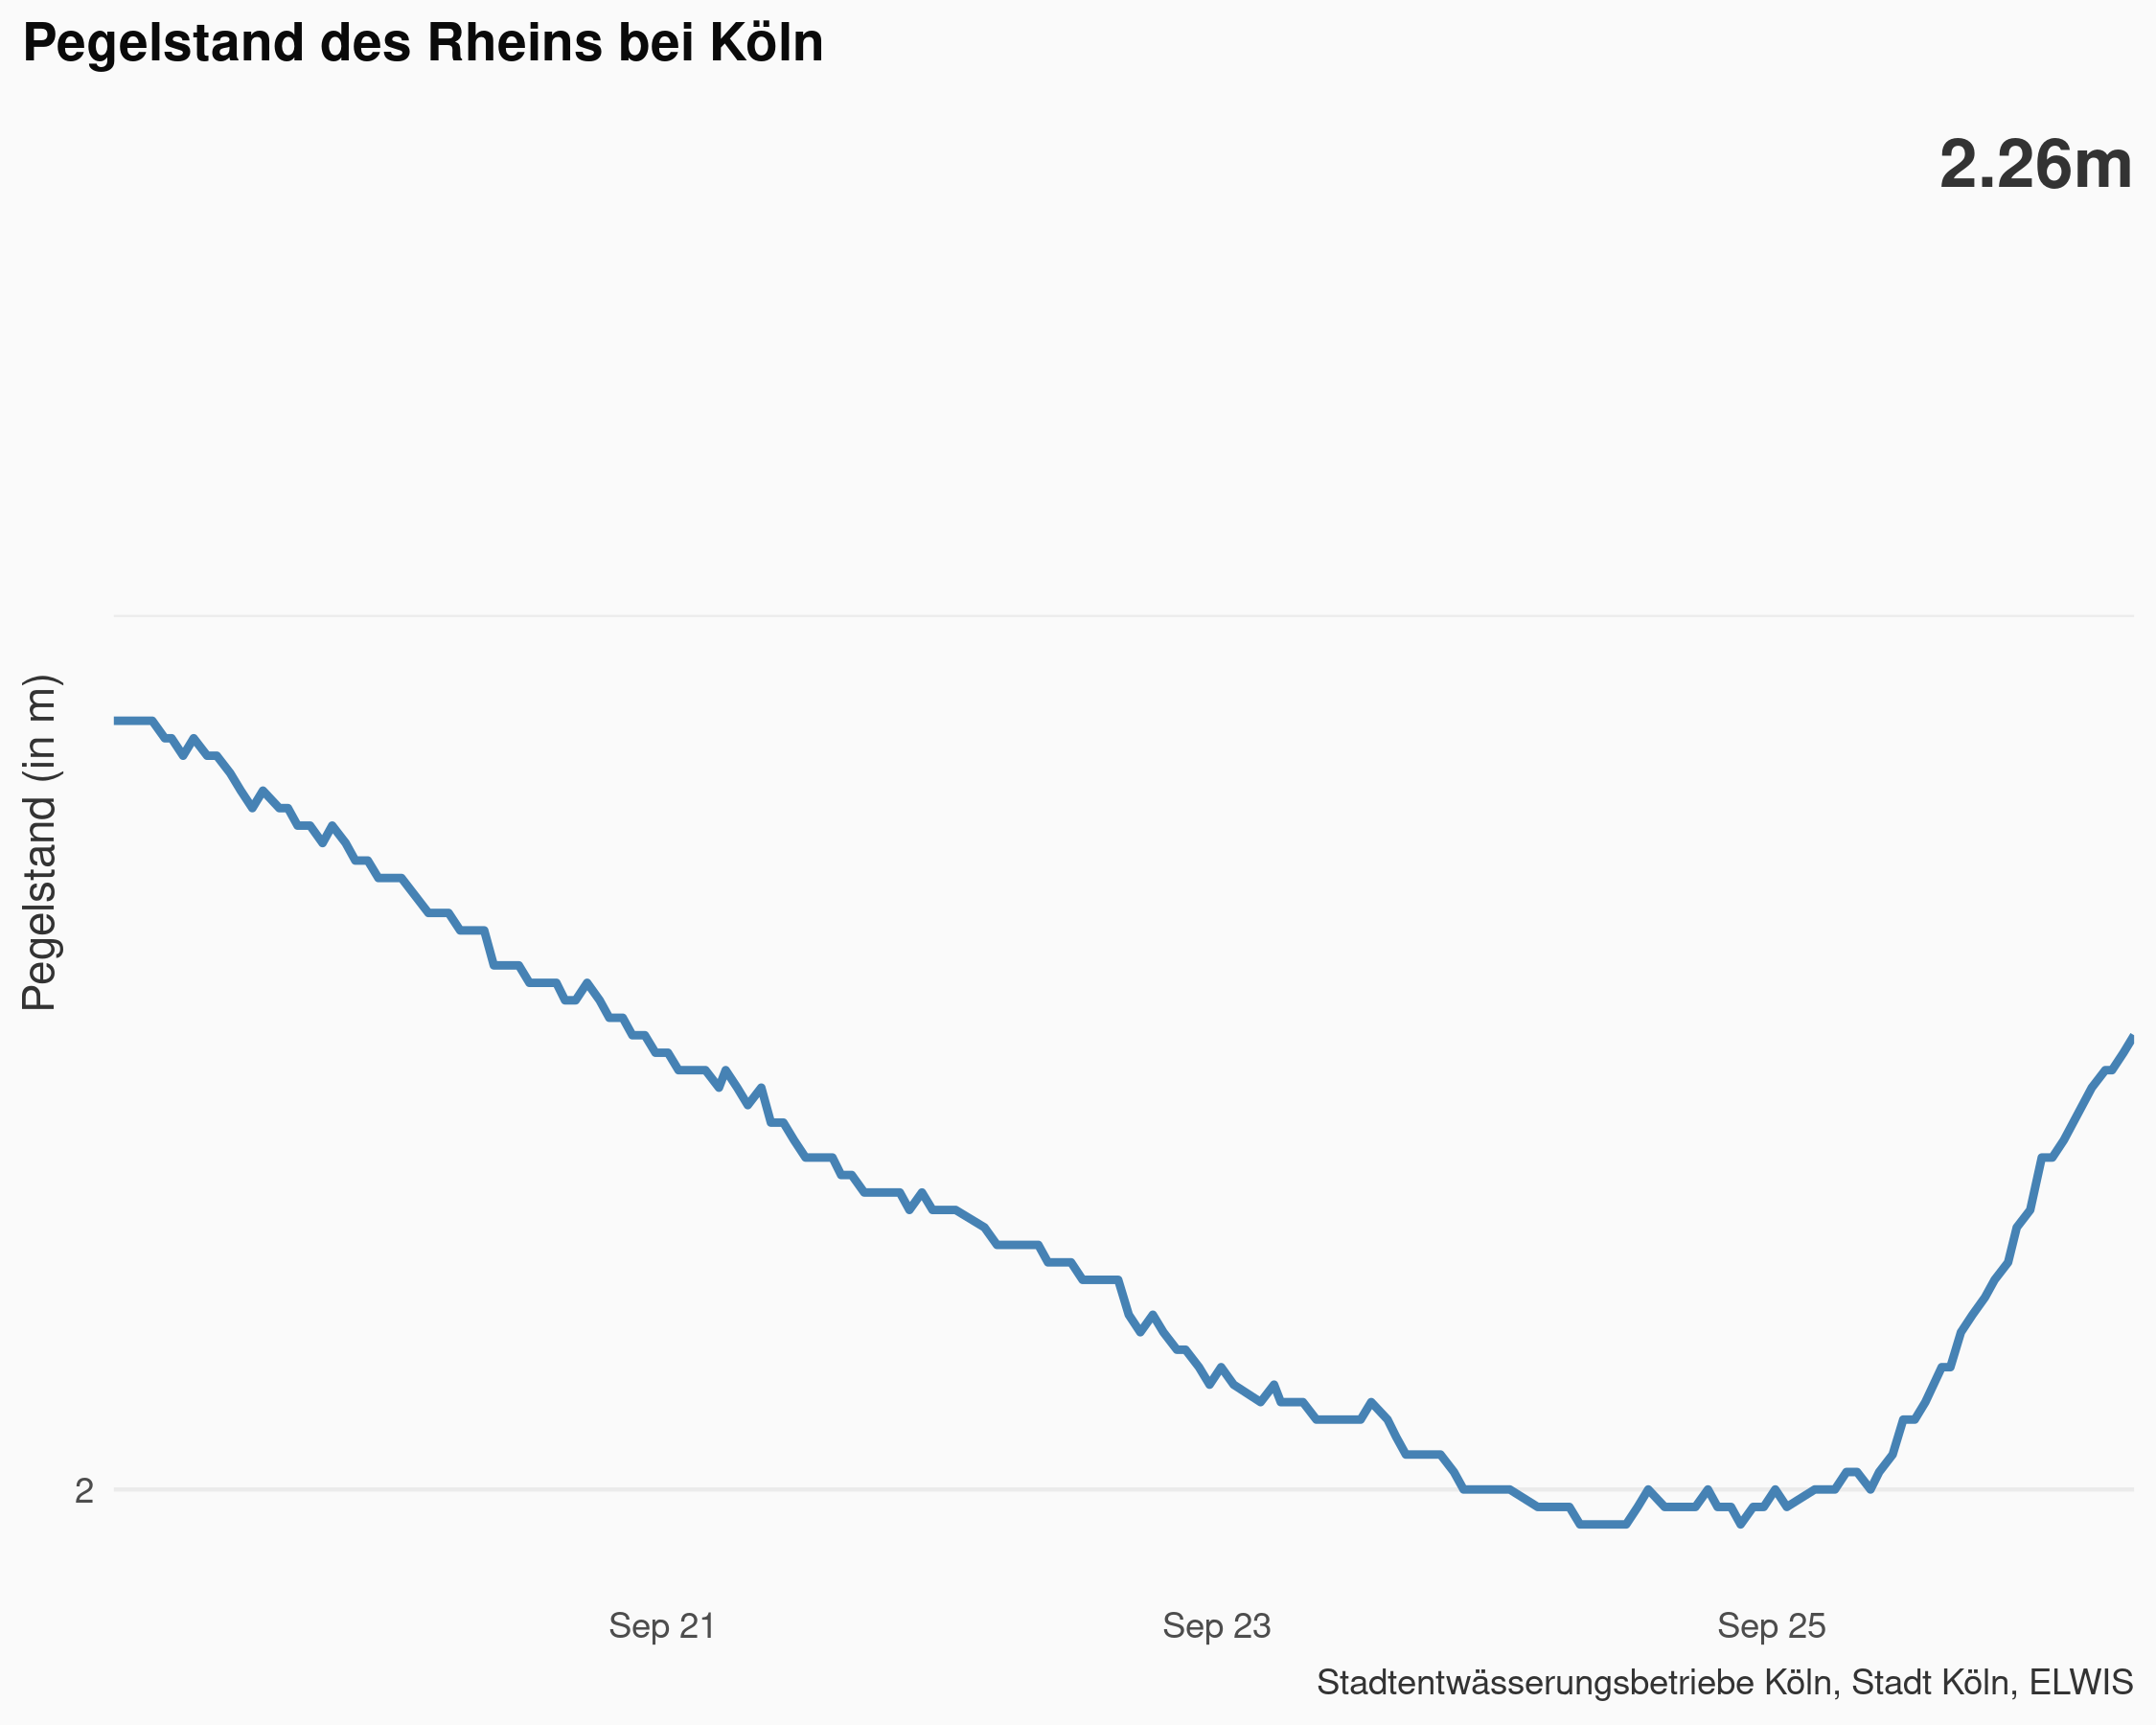 Pegelstand des Rheins bei Köln
2.26m
Pegelstand (in m)
2
Sep 21
Sep 23
Sep 25
Stadtentwässerungsbetriebe Köln, Stadt Köln, ELWIS